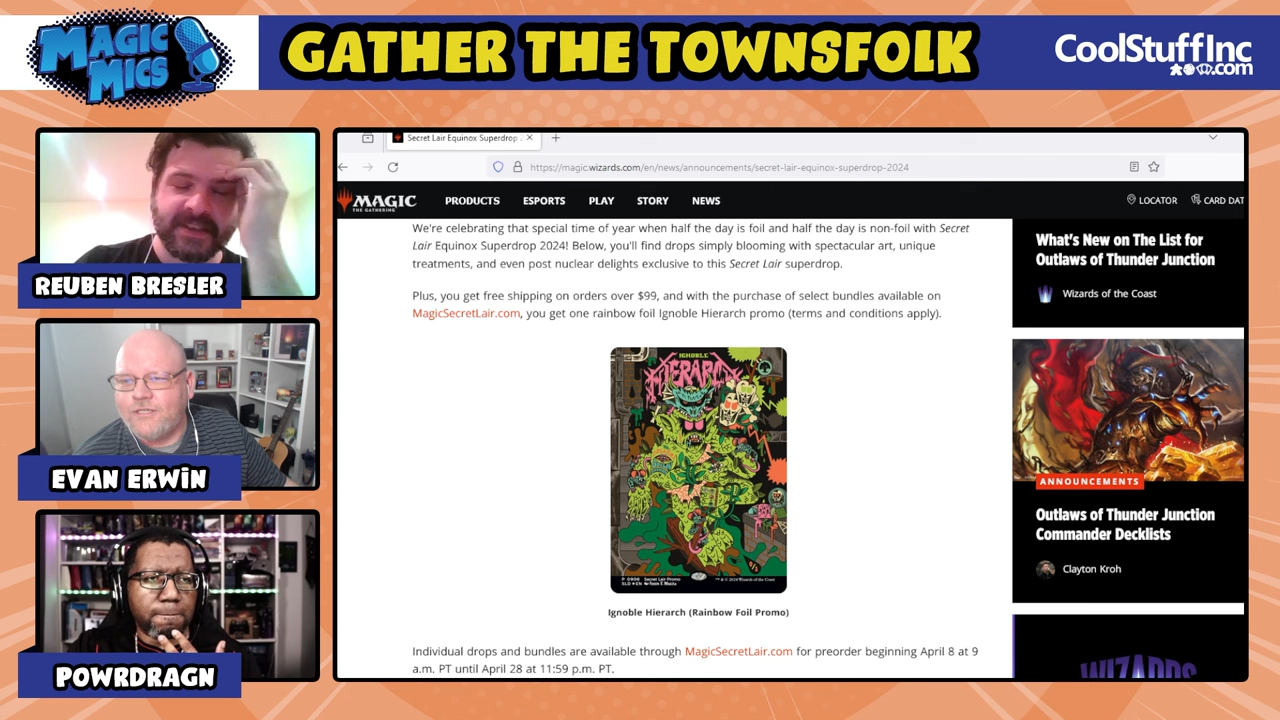 MAGIC
MICS
GATHER THE TOWNSFOLK
CoolStuffInc
.com
REUBEN BRESLER
EVAN ERWIN
POWRDRAGN
Secret Lair Equinox Superdrop
https://magic.wizards.com/en/news/announcements/secret-lair-equinox-superdrop-2024
MAGIC
THE GATHERING
PRODUCTS ESPORTS PLAY STORY NEWS
LOCATOR CARD DAT
We're celebrating that special time of year when half the day is foil and half the day is non-foil with Secret
Lair Equinox Superdrop 2024! Below, you'll find drops simply blooming with spectacular art, unique
treatments, and even post nuclear delights exclusive to this Secret Lair superdrop.
Plus, you get free shipping on orders over $99, and with the purchase of select bundles available on
MagicSecretLair.com, you get one rainbow foil Ignoble Hierarch promo (terms and conditions apply).
IGNOBLE
HIERARCH
P 0908 Secret Lair Promo
Ignoble Hierarch (Rainbow Foil Promo)
Individual drops and bundles are available through MagicSecretLair.com for preorder beginning April 8 at 9
a.m. PT until April 28 at 11:59 p.m. PT.
What's New on The List for
Outlaws of Thunder Junction
Wizards of the Coast
ANNOUNCEMENTS
Outlaws of Thunder Junction
Commander Decklists
Clayton Kroh
WIZARDS